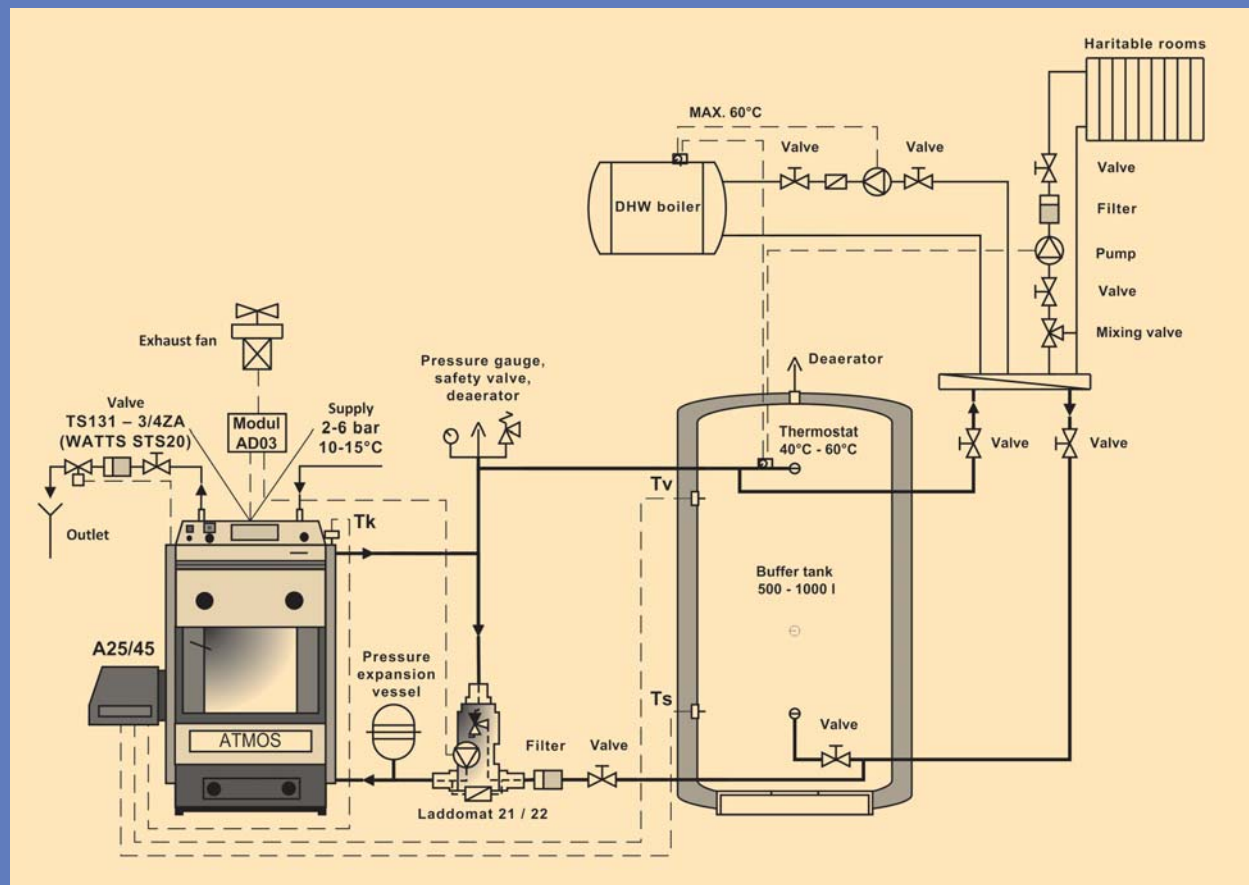 Haritable rooms
MAX. 60°C
Valve
Valve
Valve
DHW boiler
Filter
Pump
Valve
Mixing valve
Exhaust fan
Pressure gauge,
safety valve,
deaerator
Deaerator
Valve
TS131 – 3/4ZA
(WATTS STS20)
Modul
AD03
Supply
2-6 bar
10-15°C
Thermostat
40°C - 60°C
Valve
Valve
Tv
Outlet
Tk
Buffer tank
500 - 1000 l
A25/45
Pressure
expansion
vessel
Ts
Valve
ATMOS
Filter
Valve
Laddomat 21 / 22